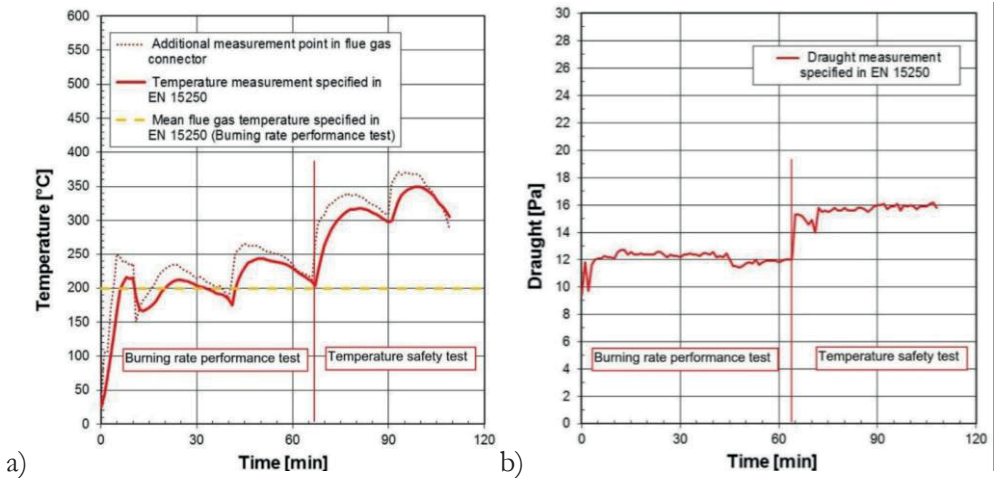 600
550
500
450
400
350
300
250
200
150
100
50
0
0
30
60
90
120
Temperature [°C]
Time [min]
Additional measurement point in flue gas
connector
Temperature measurement specified in
EN 15250
Mean flue gas temperature specified in
EN 15250 (Burning rate performance test)
Burning rate performance test
Temperature safety test
a)
30
28
26
24
22
20
18
16
14
12
10
8
6
4
2
0
0
30
60
90
120
Draught [Pa]
Time [min]
Draught measurement
specified in EN 15250
Burning rate performance test
Temperature safety test
b)